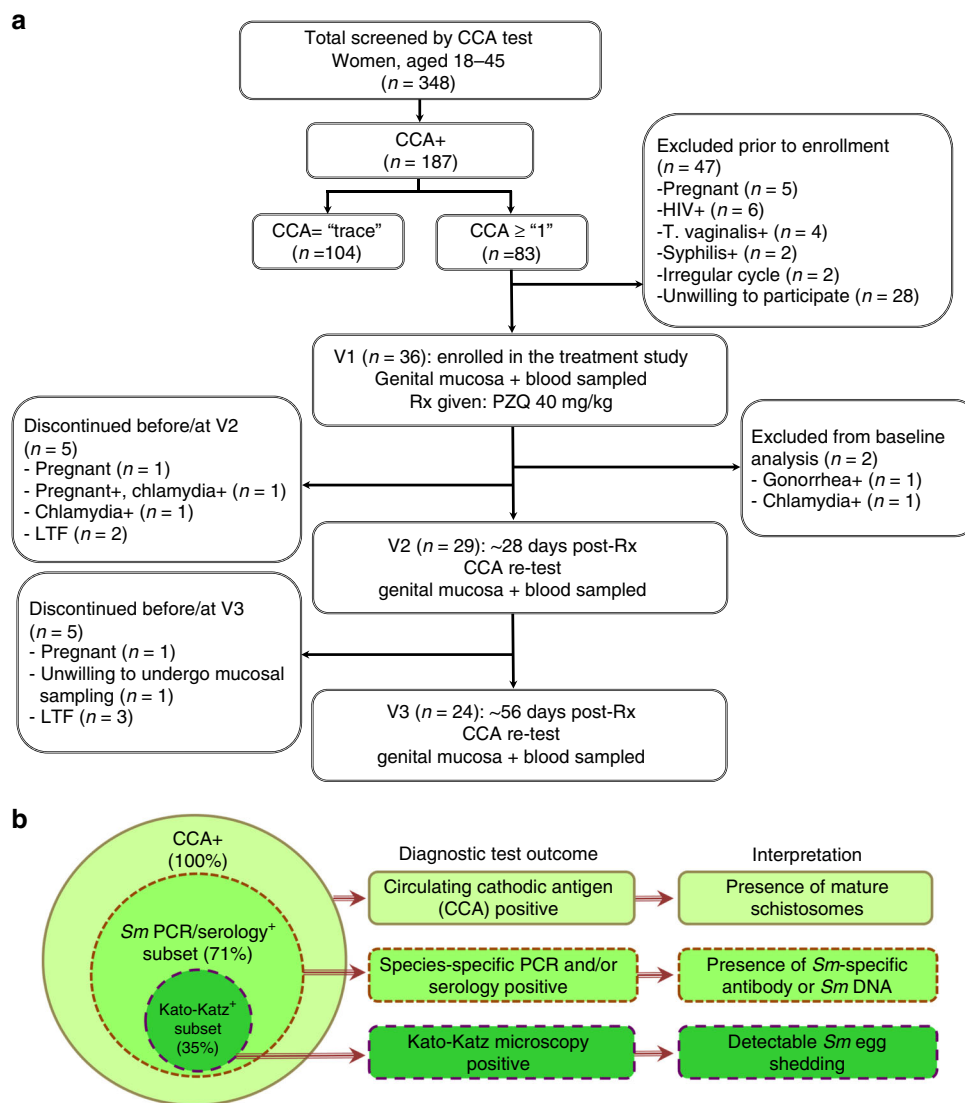 a
Total screened by CCA test
Women, aged 18–45
(n = 348)
CCA+
(n = 187)
CCA= “trace”
(n =104)
CCA ≥ “1”
(n =83)
Excluded prior to enrollment
(n = 47)
-Pregnant (n = 5)
-HIV+ (n = 6)
-T. vaginalis+ (n = 4)
-Syphilis+ (n = 2)
-Irregular cycle (n = 2)
-Unwilling to participate (n = 28)
V1 (n = 36): enrolled in the treatment study
Genital mucosa + blood sampled
Rx given: PZQ 40 mg/kg
Discontinued before/at V2
(n = 5)
- Pregnant (n = 1)
- Pregnant+, chlamydia+ (n = 1)
- Chlamydia+ (n = 1)
- LTF (n = 2)
Excluded from baseline
analysis (n = 2)
- Gonorrhea+ (n = 1)
- Chlamydia+ (n = 1)
V2 (n = 29): ~28 days post-Rx
CCA re-test
genital mucosa + blood sampled
Discontinued before/at V3
(n = 5)
- Pregnant (n = 1)
- Unwilling to undergo mucosal
sampling (n = 1)
- LTF (n = 3)
V3 (n = 24): ~56 days post-Rx
CCA re-test
genital mucosa + blood sampled
b
CCA+
(100%)
Sm PCR/serology+
subset (71%)
Kato-Katz+
subset
(35%)
Diagnostic test outcome
Interpretation
Circulating cathodic antigen
(CCA) positive
Presence of mature
schistosomes
Species-specific PCR and/or
serology positive
Presence of Sm-specific
antibody or Sm DNA
Kato-Katz microscopy
positive
Detectable Sm egg
shedding